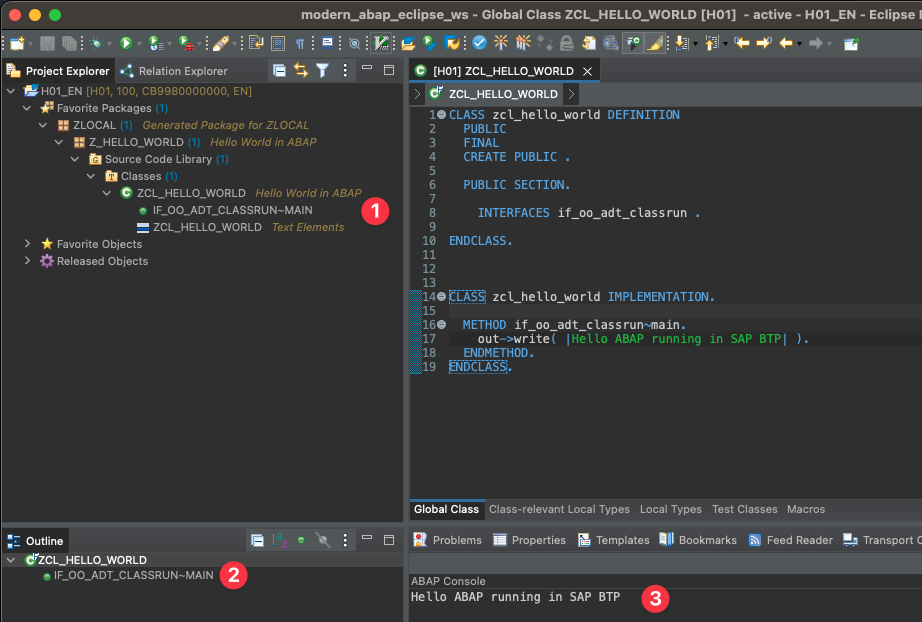 modern_abap_eclipse_ws - Global Class ZCL_HELLO_WORLD [H01] - active - H01_EN - Eclipse
Project Explorer
Relation Explorer
H01_EN [H01, 100, CB9980000000, EN]
Favorite Packages (1)
ZLOCAL (1) Generated Package for ZLOCAL
Z_HELLO_WORLD (1) Hello World in ABAP
Source Code Library (1)
Classes (1)
ZCL_HELLO_WORLD Hello World in ABAP
IF_OO_ADT_CLASSRUN~MAIN
1
ZCL_HELLO_WORLD Text Elements
Favorite Objects
Released Objects
[H01] ZCL_HELLO_WORLD
ZCL_HELLO_WORLD
1 CLASS zcl_hello_world DEFINITION
2 PUBLIC
3 FINAL
4 CREATE PUBLIC .
5
6 PUBLIC SECTION.
7
8 INTERFACES if_oo_adt_classrun .
9
10 ENDCLASS.
11
12
13
14 CLASS zcl_hello_world IMPLEMENTATION.
15
16 METHOD if_oo_adt_classrun~main.
17 out->write( |Hello ABAP running in SAP BTP| ).
18 ENDMETHOD.
19 ENDCLASS.
Global Class Class-relevant Local Types Local Types Test Classes Macros
Outline
ZCL_HELLO_WORLD
IF_OO_ADT_CLASSRUN~MAIN
2
Problems Properties Templates Bookmarks Feed Reader Transport
ABAP Console
Hello ABAP running in SAP BTP
3